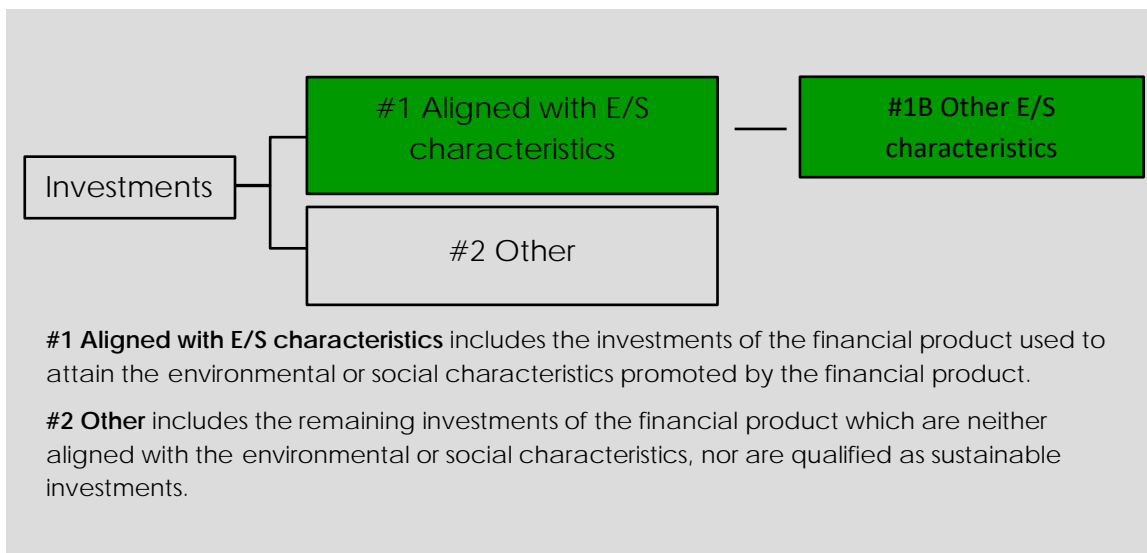 #1 Aligned with E/S
characteristics
#1B Other E/S
characteristics
Investments
#2 Other
#1 Aligned with E/S characteristics includes the investments of the financial product used to
attain the environmental or social characteristics promoted by the financial product.
#2 Other includes the remaining investments of the financial product which are neither
aligned with the environmental or social characteristics, nor are qualified as sustainable
investments.